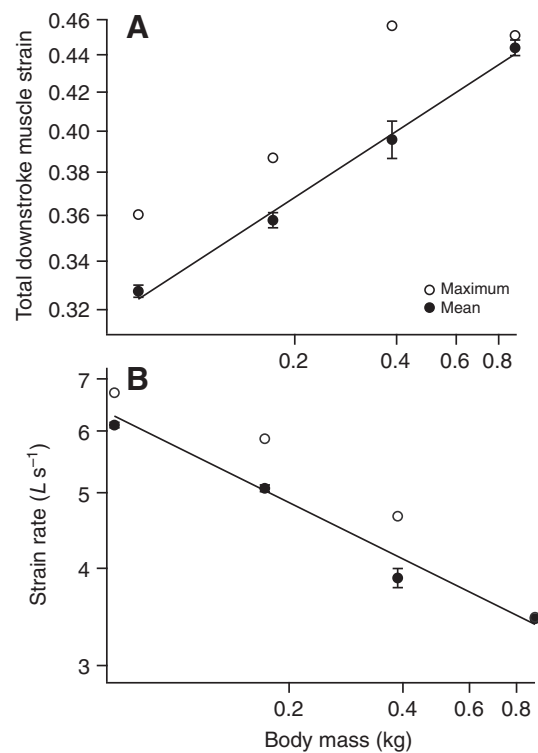 A
Total downstroke muscle strain
0.46
0.44
0.42
0.40
0.38
0.36
0.34
0.32
Maximum
Mean
0.2 0.4 0.6 0.8
B
Strain rate (L s⁻¹)
7
6
5
4
3
0.2 0.4 0.6 0.8
Body mass (kg)